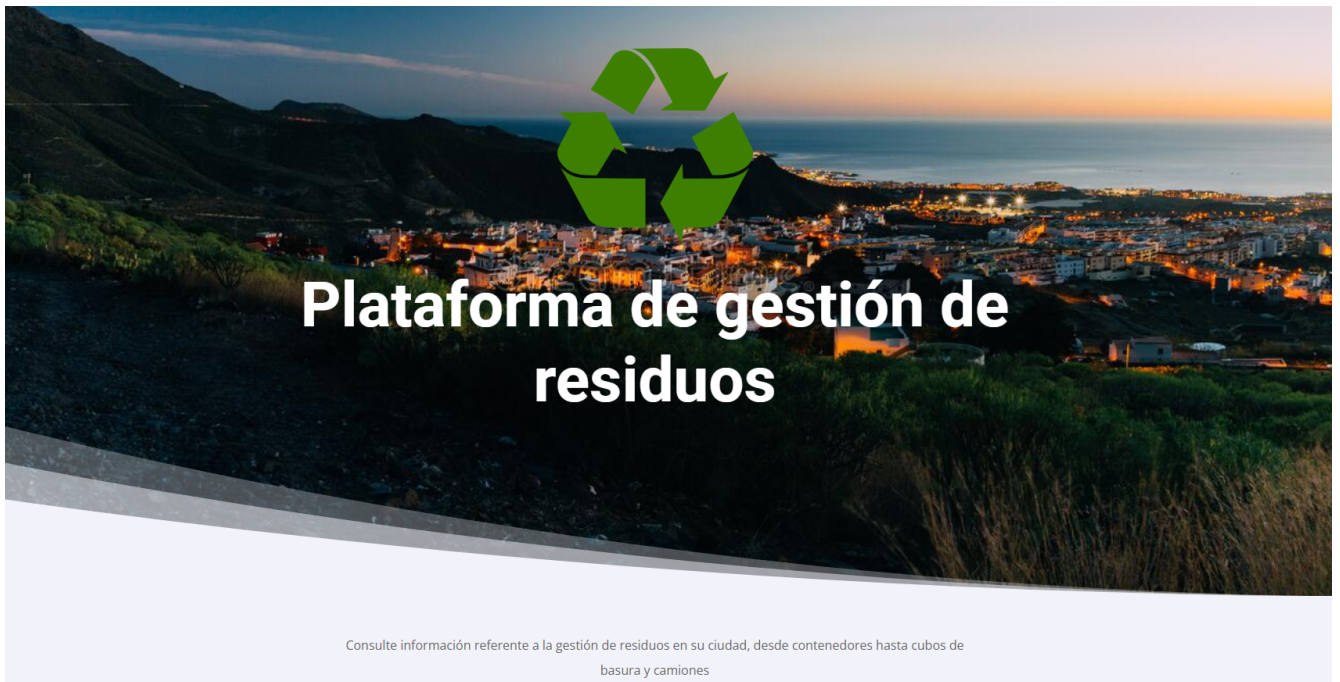 Plataforma de gestión de
residuos
Consulte información referente a la gestión de residuos en su ciudad, desde contenedores hasta cubos de
basura y camiones